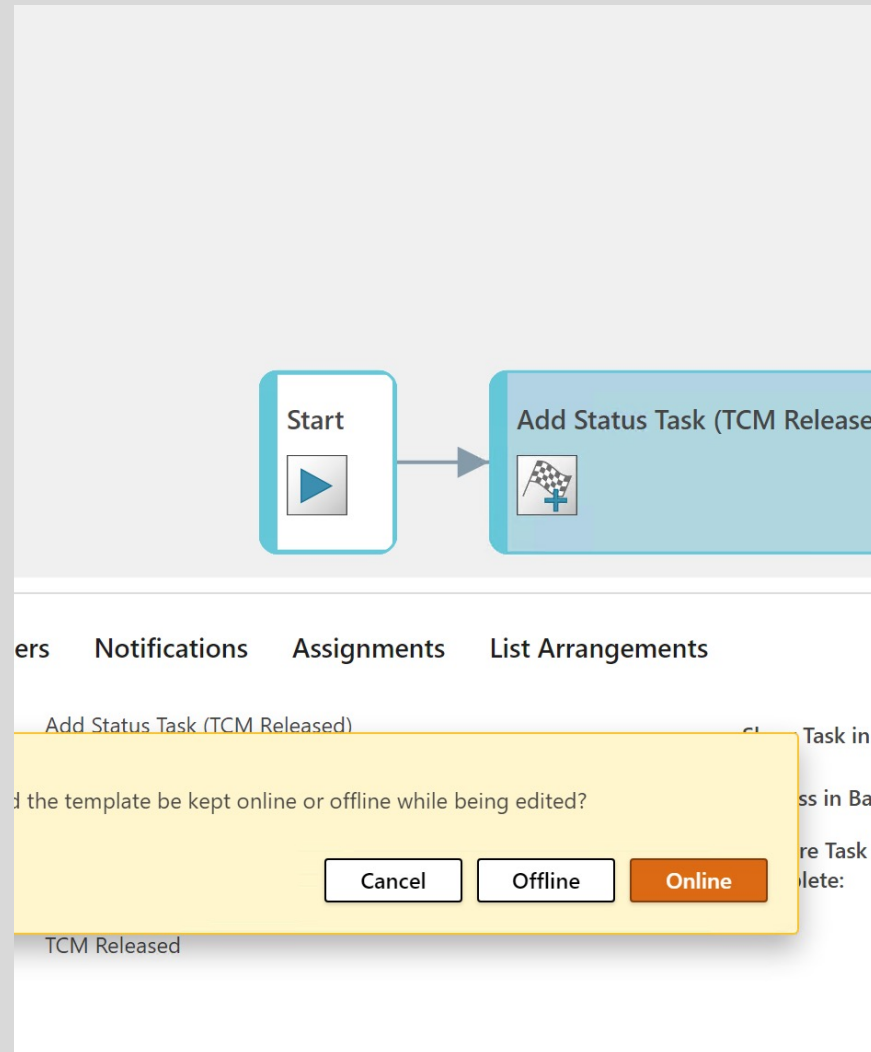 Start
Add Status Task (TCM Release
ers Notifications Assignments List Arrangements
Add Status Task (TCM Released)
Task in
the template be kept online or offline while being edited?
ss in Ba
re Task
lete:
Cancel Offline Online
TCM Released